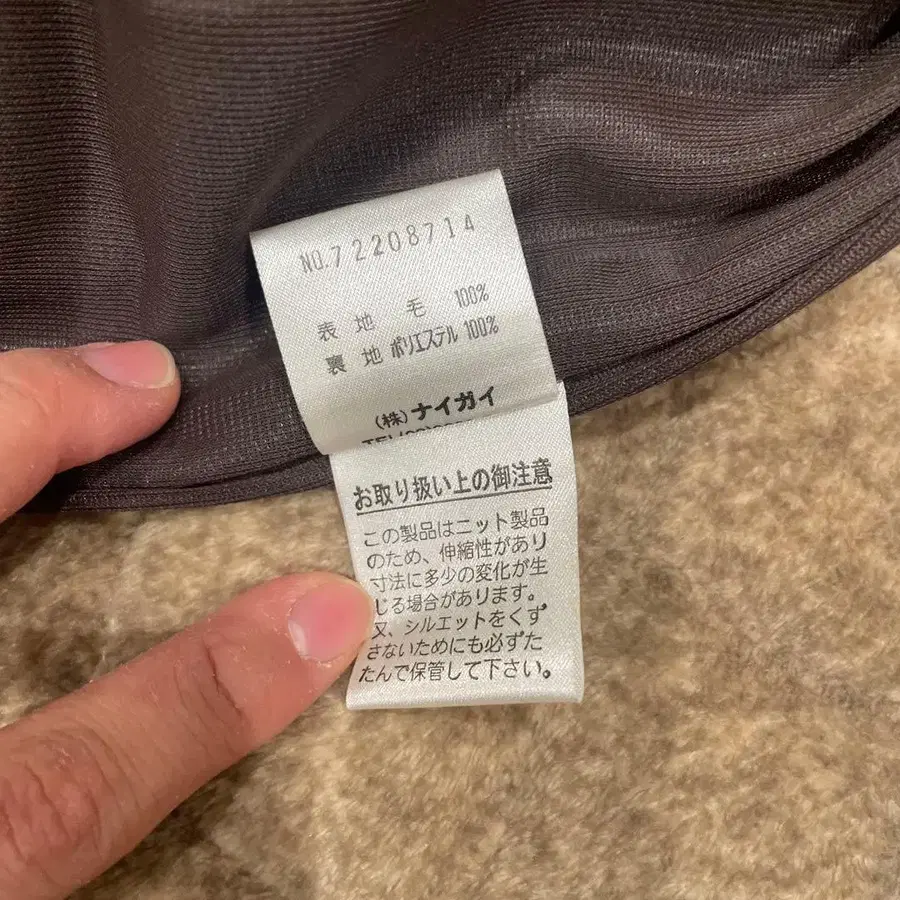 NO.72208714
表地 毛 100%
裏地 ポリエステル 100%
(株)ナイガイ
お取り扱い上の御注意
この製品はニット製品
のため、伸縮性があり
寸法に多少の変化が生
じる場合があります。
又、シルエットをくず
さないためにも必ずた
たんで保管して下さい。